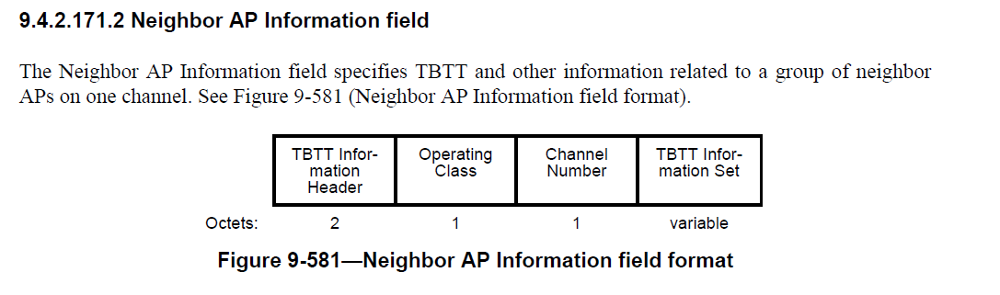 9.4.2.171.2 Neighbor AP Information field
The Neighbor AP Information field specifies TBTT and other information related to a group of neighbor
APs on one channel. See Figure 9-581 (Neighbor AP Information field format).
TBTT Infor-
mation
Header
Operating
Class
Channel
Number
TBTT Infor-
mation Set
Octets: 2 1 1 variable
Figure 9-581—Neighbor AP Information field format